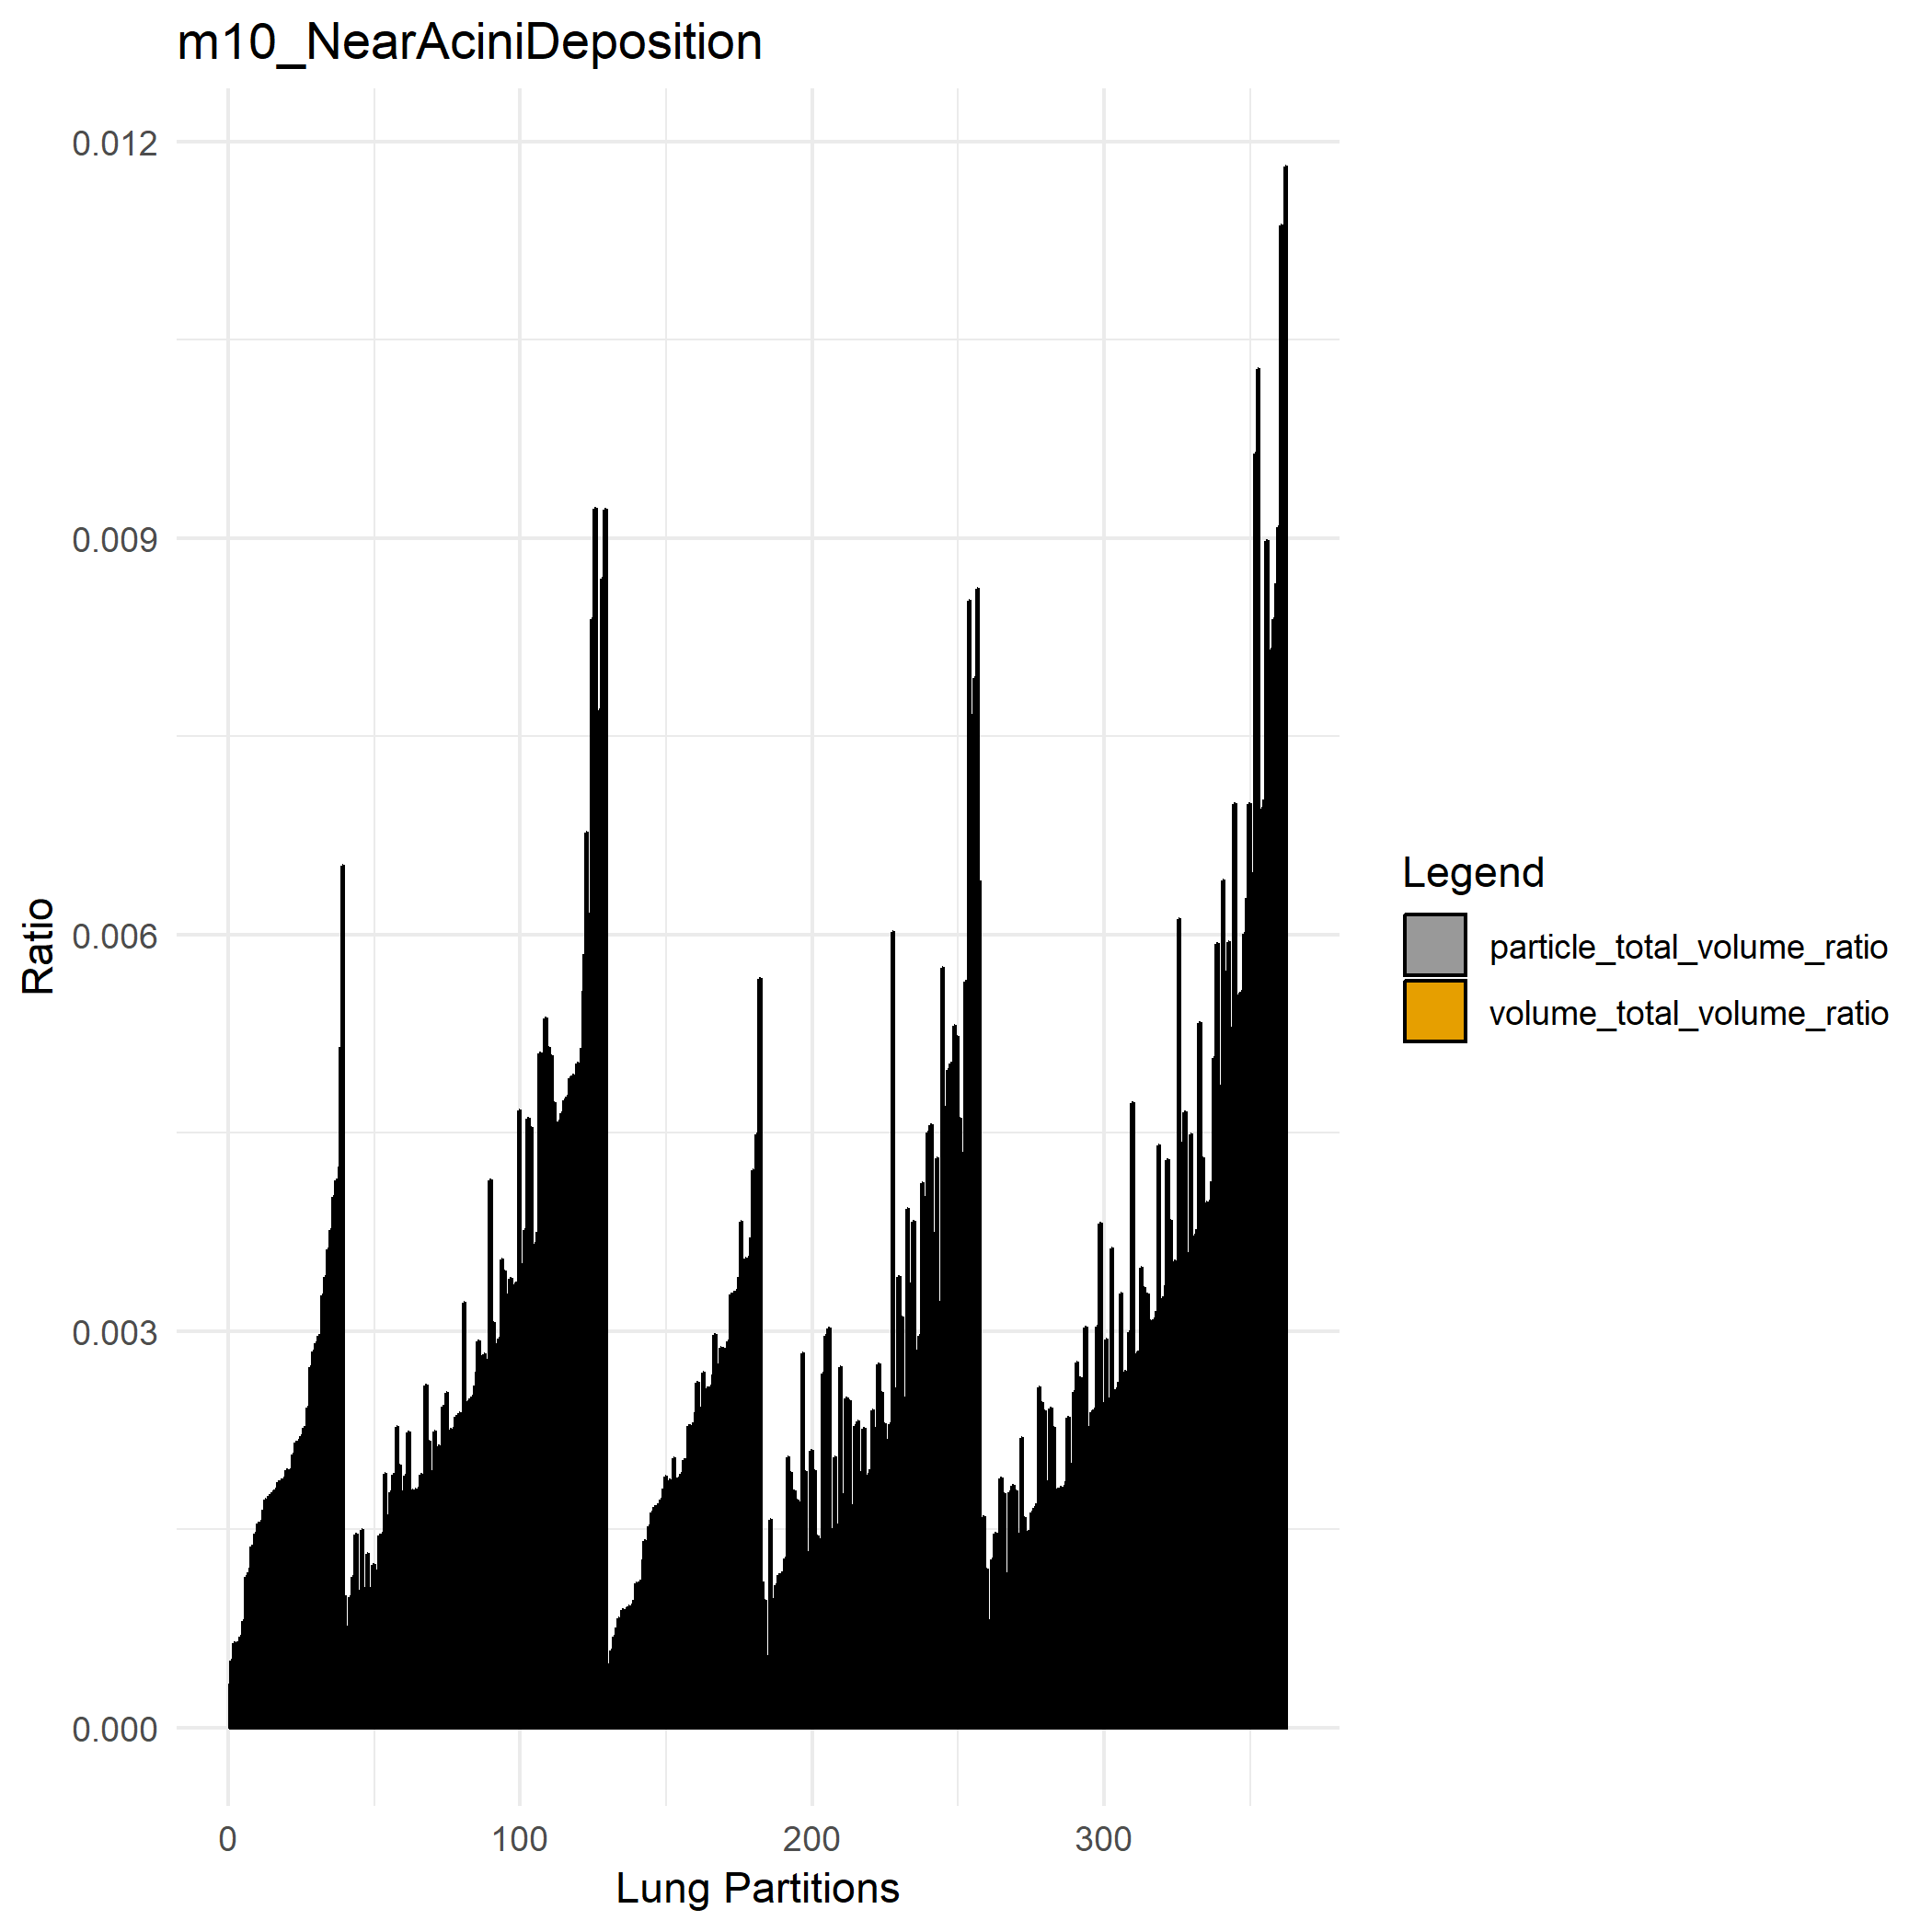 m10_NearAciniDeposition
0.012
0.009
0.006
0.003
0.000
Ratio
0 100 200 300
Lung Partitions
Legend
particle_total_volume_ratio
volume_total_volume_ratio